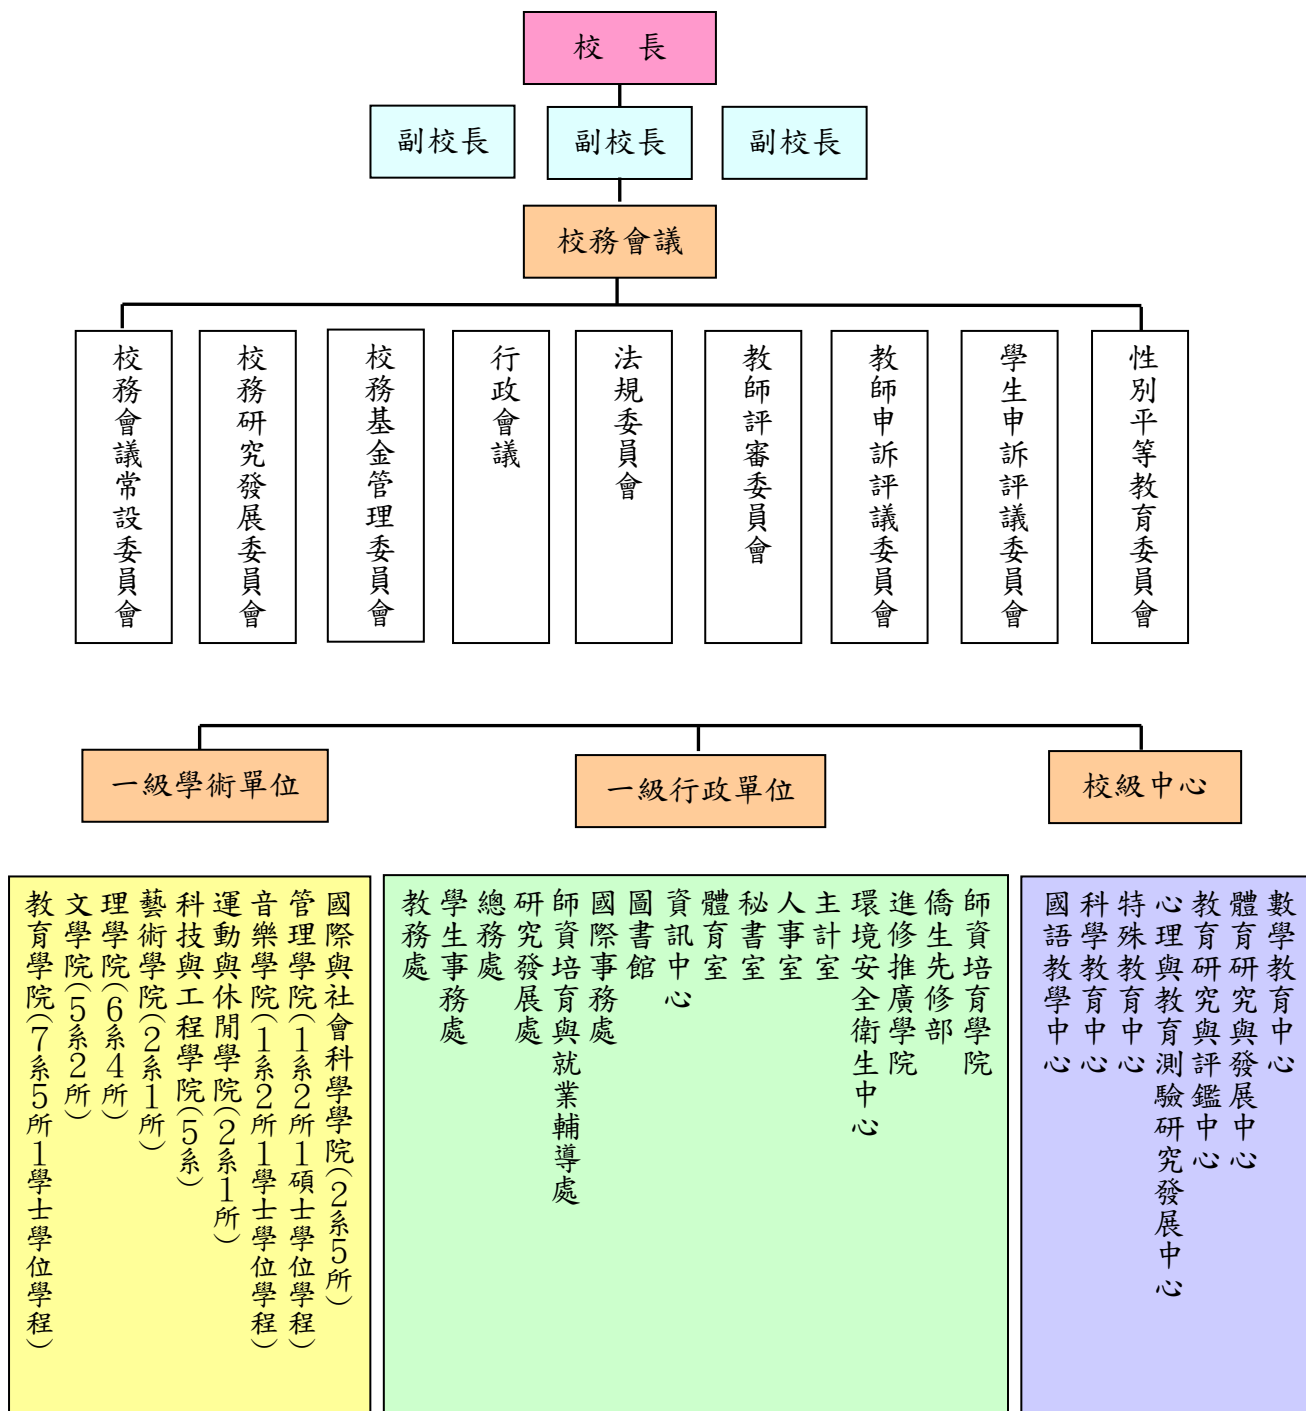 校　長
副校長
副校長
副校長
校務會議
校務會議常設委員會
校務研究發展委員會
校務基金管理委員會
行政會議
法規委員會
教師評審委員會
教師申訴評議委員會
學生申訴評議委員會
性別平等教育委員會
一級學術單位
一級行政單位
校級中心
教育學院(7系5所1學士學位學程)
文學院(5系2所)
理學院(6系4所)
藝術學院(2系1所)
科技與工程學院(5系)
運動與休閒學院(2系1所)
音樂學院(1系2所1學士學位學程)
管理學院(1系2所1碩士學位學程)
國際與社會科學學院(2系5所)
教務處
學生事務處
總務處
研究發展處
師資培育與就業輔導處
國際事務處
圖書館
資訊中心
體育室
秘書室
人事室
主計室
環境安全衛生中心
進修推廣學院
僑生先修部
師資培育學院
國語教學中心
科學教育中心
特殊教育中心
心理與教育測驗研究發展中心
教育研究與評鑑中心
體育研究與發展中心
數學教育中心